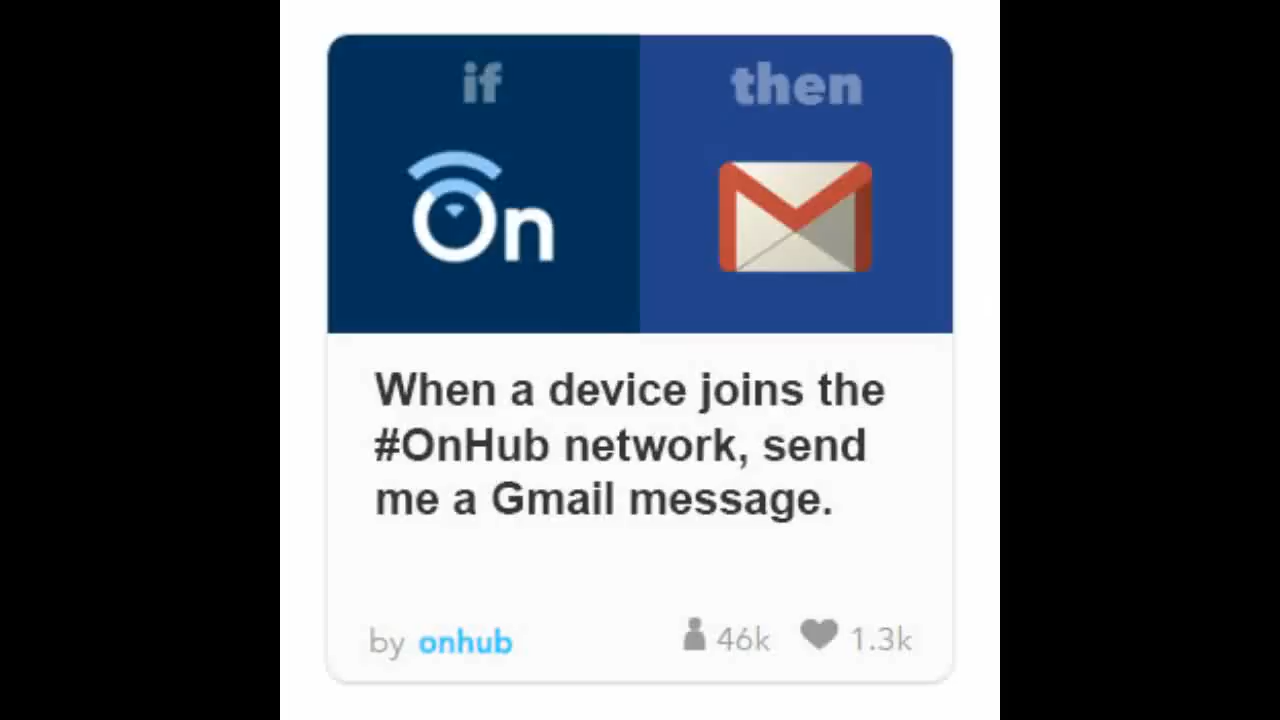 if then
On
When a device joins the
#OnHub network, send
me a Gmail message.
by onhub 46k 1.3k